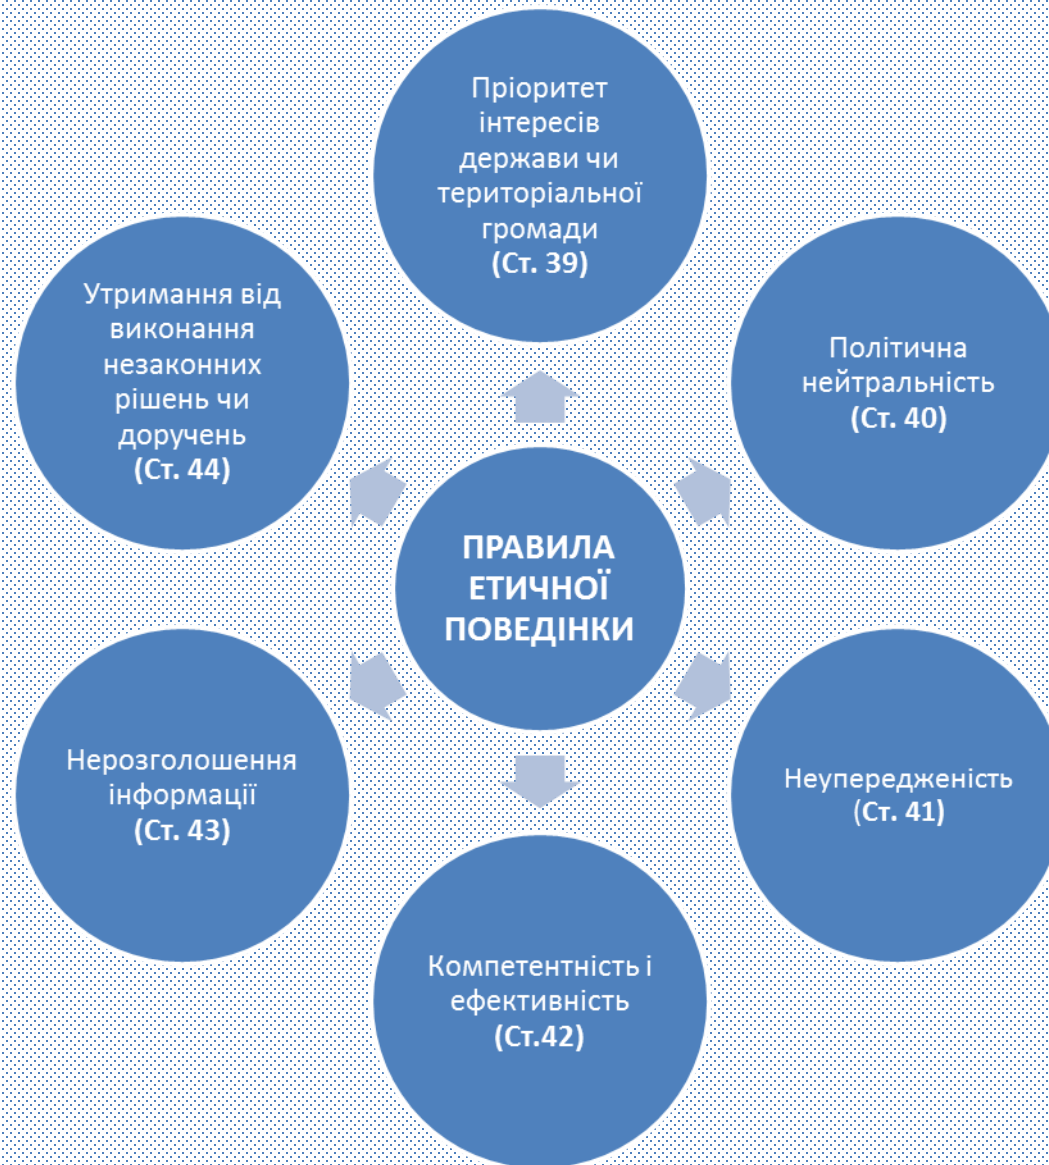 Пріоритет
інтересів
держави чи
територіальної
громади
(Ст. 39)
Політична
нейтральність
(Ст. 40)
Неупередженість
(Ст. 41)
Компетентність і
ефективність
(Ст.42)
Нерозголошення
інформації
(Ст. 43)
Утримання від
виконання
незаконних
рішень чи
доручень
(Ст. 44)
ПРАВИЛА
ЕТИЧНОЇ
ПОВЕДІНКИ